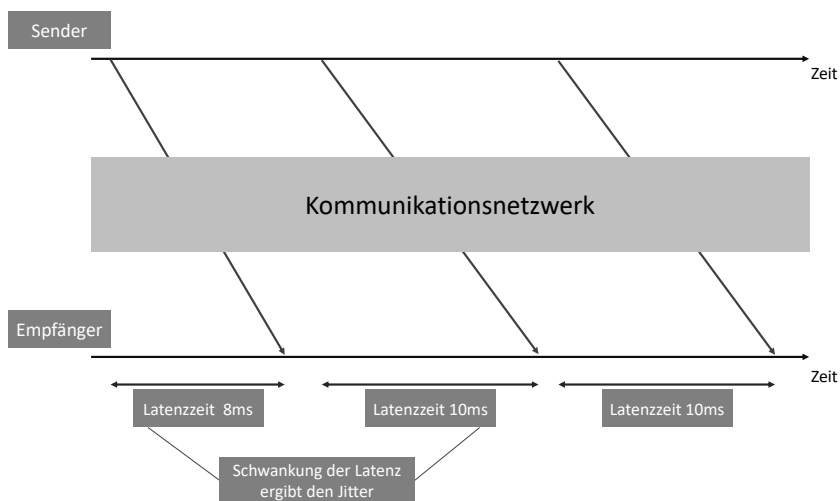 Sender
Zeit
Kommunikationsnetzwerk
Empfänger
Zeit
Latenzzeit 8ms
Latenzzeit 10ms
Latenzzeit 10ms
Schwankung der Latenz
ergibt den Jitter